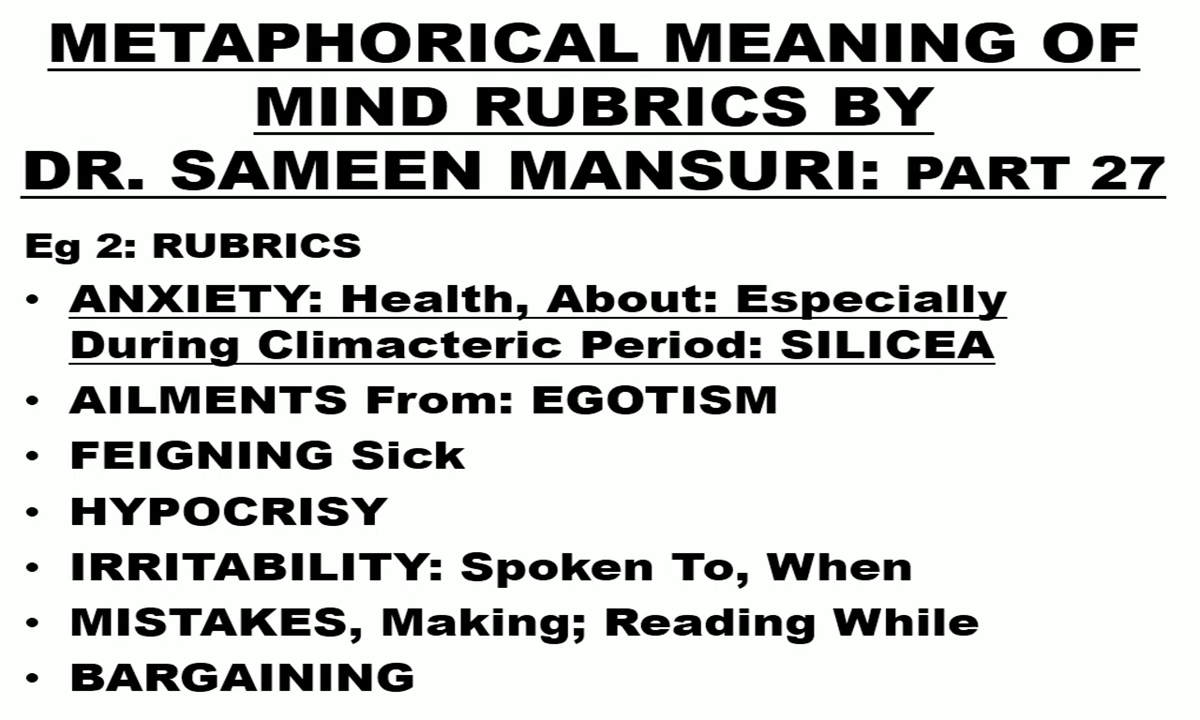 METAPHORICAL MEANING OF
MIND RUBRICS BY
DR. SAMEEN MANSURI: PART 27
Eg 2: RUBRICS
• ANXIETY: Health, About: Especially
During Climacteric Period: SILICEA
• AILMENTS From: EGOTISM
• FEIGNING Sick
• HYPOCRISY
• IRRITABILITY: Spoken To, When
• MISTAKES, Making; Reading While
• BARGAINING